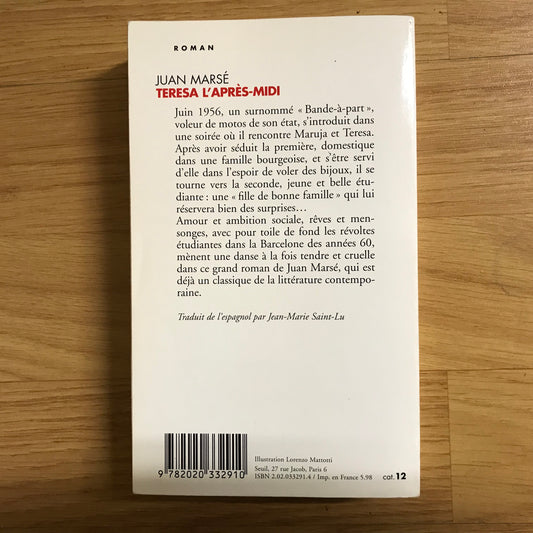 ROMAN
JUAN MARSÉ
TERESA L'APRÈS-MIDI
Juin 1956, un surnommé « Bande-à-part »,
voleur de motos de son état, s'introduit dans
une soirée où il rencontre Maruja et Teresa.
Après avoir séduit la première, domestique
dans une famille bourgeoise, et s'être servi
d'elle dans l'espoir de voler des bijoux, il se
tourne vers la seconde, jeune et belle étu-
diante : une « fille de bonne famille » qui lui
réservera bien des surprises…
Amour et ambition sociale, rêves et men-
songes, avec pour toile de fond les révoltes
étudiantes dans la Barcelone des années 60,
mènent une danse à la fois tendre et cruelle
dans ce grand roman de Juan Marsé, qui est
déjà un classique de la littérature contempo-
raine.
Traduit de l'espagnol par Jean-Marie Saint-Lu
9 782020 332910
Illustration Lorenzo Mattotti
Seuil, 27 rue Jacob, Paris 6
ISBN 2.02.033291.4 / Imp. en France 5.98
cat. 12